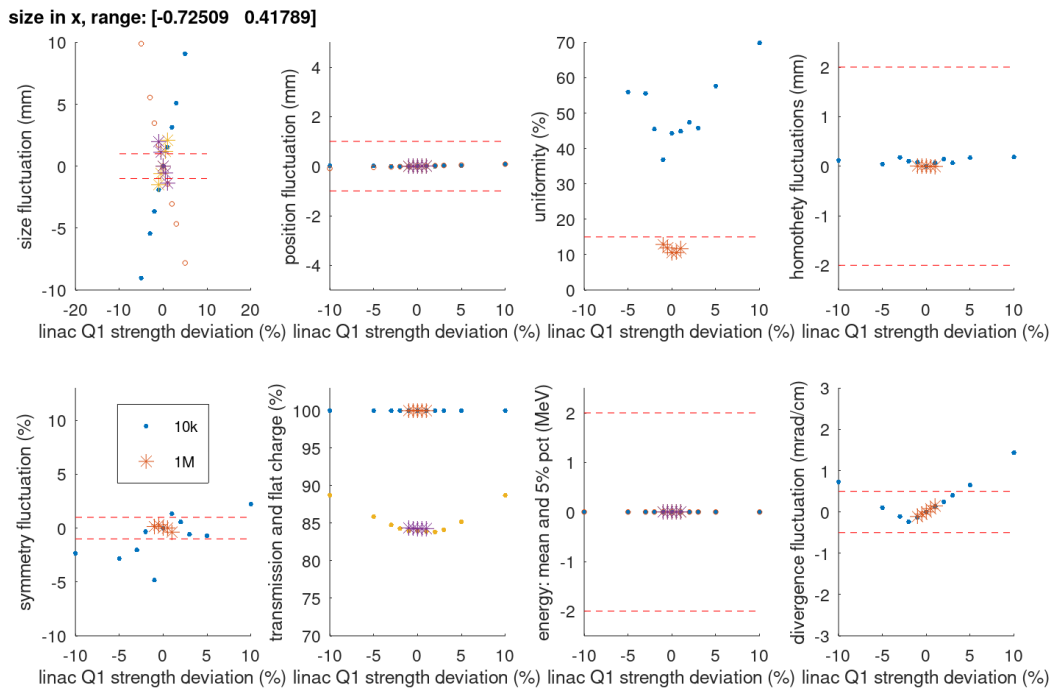 size in x, range: [-0.72509 0.41789]
size fluctuation (mm)
10
5
0
-5
-10
-20 -10 0 10 20
linac Q1 strength deviation (%)
position fluctuation (mm)
4
2
0
-2
-4
-10 -5 0 5 10
linac Q1 strength deviation (%)
uniformity (%)
70
60
50
40
30
20
10
0
-10 -5 0 5 10
linac Q1 strength deviation (%)
homothety fluctuations (mm)
2
1
0
-1
-2
-10 -5 0 5 10
linac Q1 strength deviation (%)
symmetry fluctuation (%)
10
5
0
-5
-10
10k
1M
-10 -5 0 5 10
linac Q1 strength deviation (%)
transmission and flat charge (%)
100
95
90
85
80
75
70
-10 -5 0 5 10
linac Q1 strength deviation (%)
energy: mean and 5% pct (MeV)
2
1
0
-1
-2
-10 -5 0 5 10
linac Q1 strength deviation (%)
divergence fluctuation (mrad/cm)
3
2
1
0
-1
-2
-3
-10 -5 0 5 10
linac Q1 strength deviation (%)